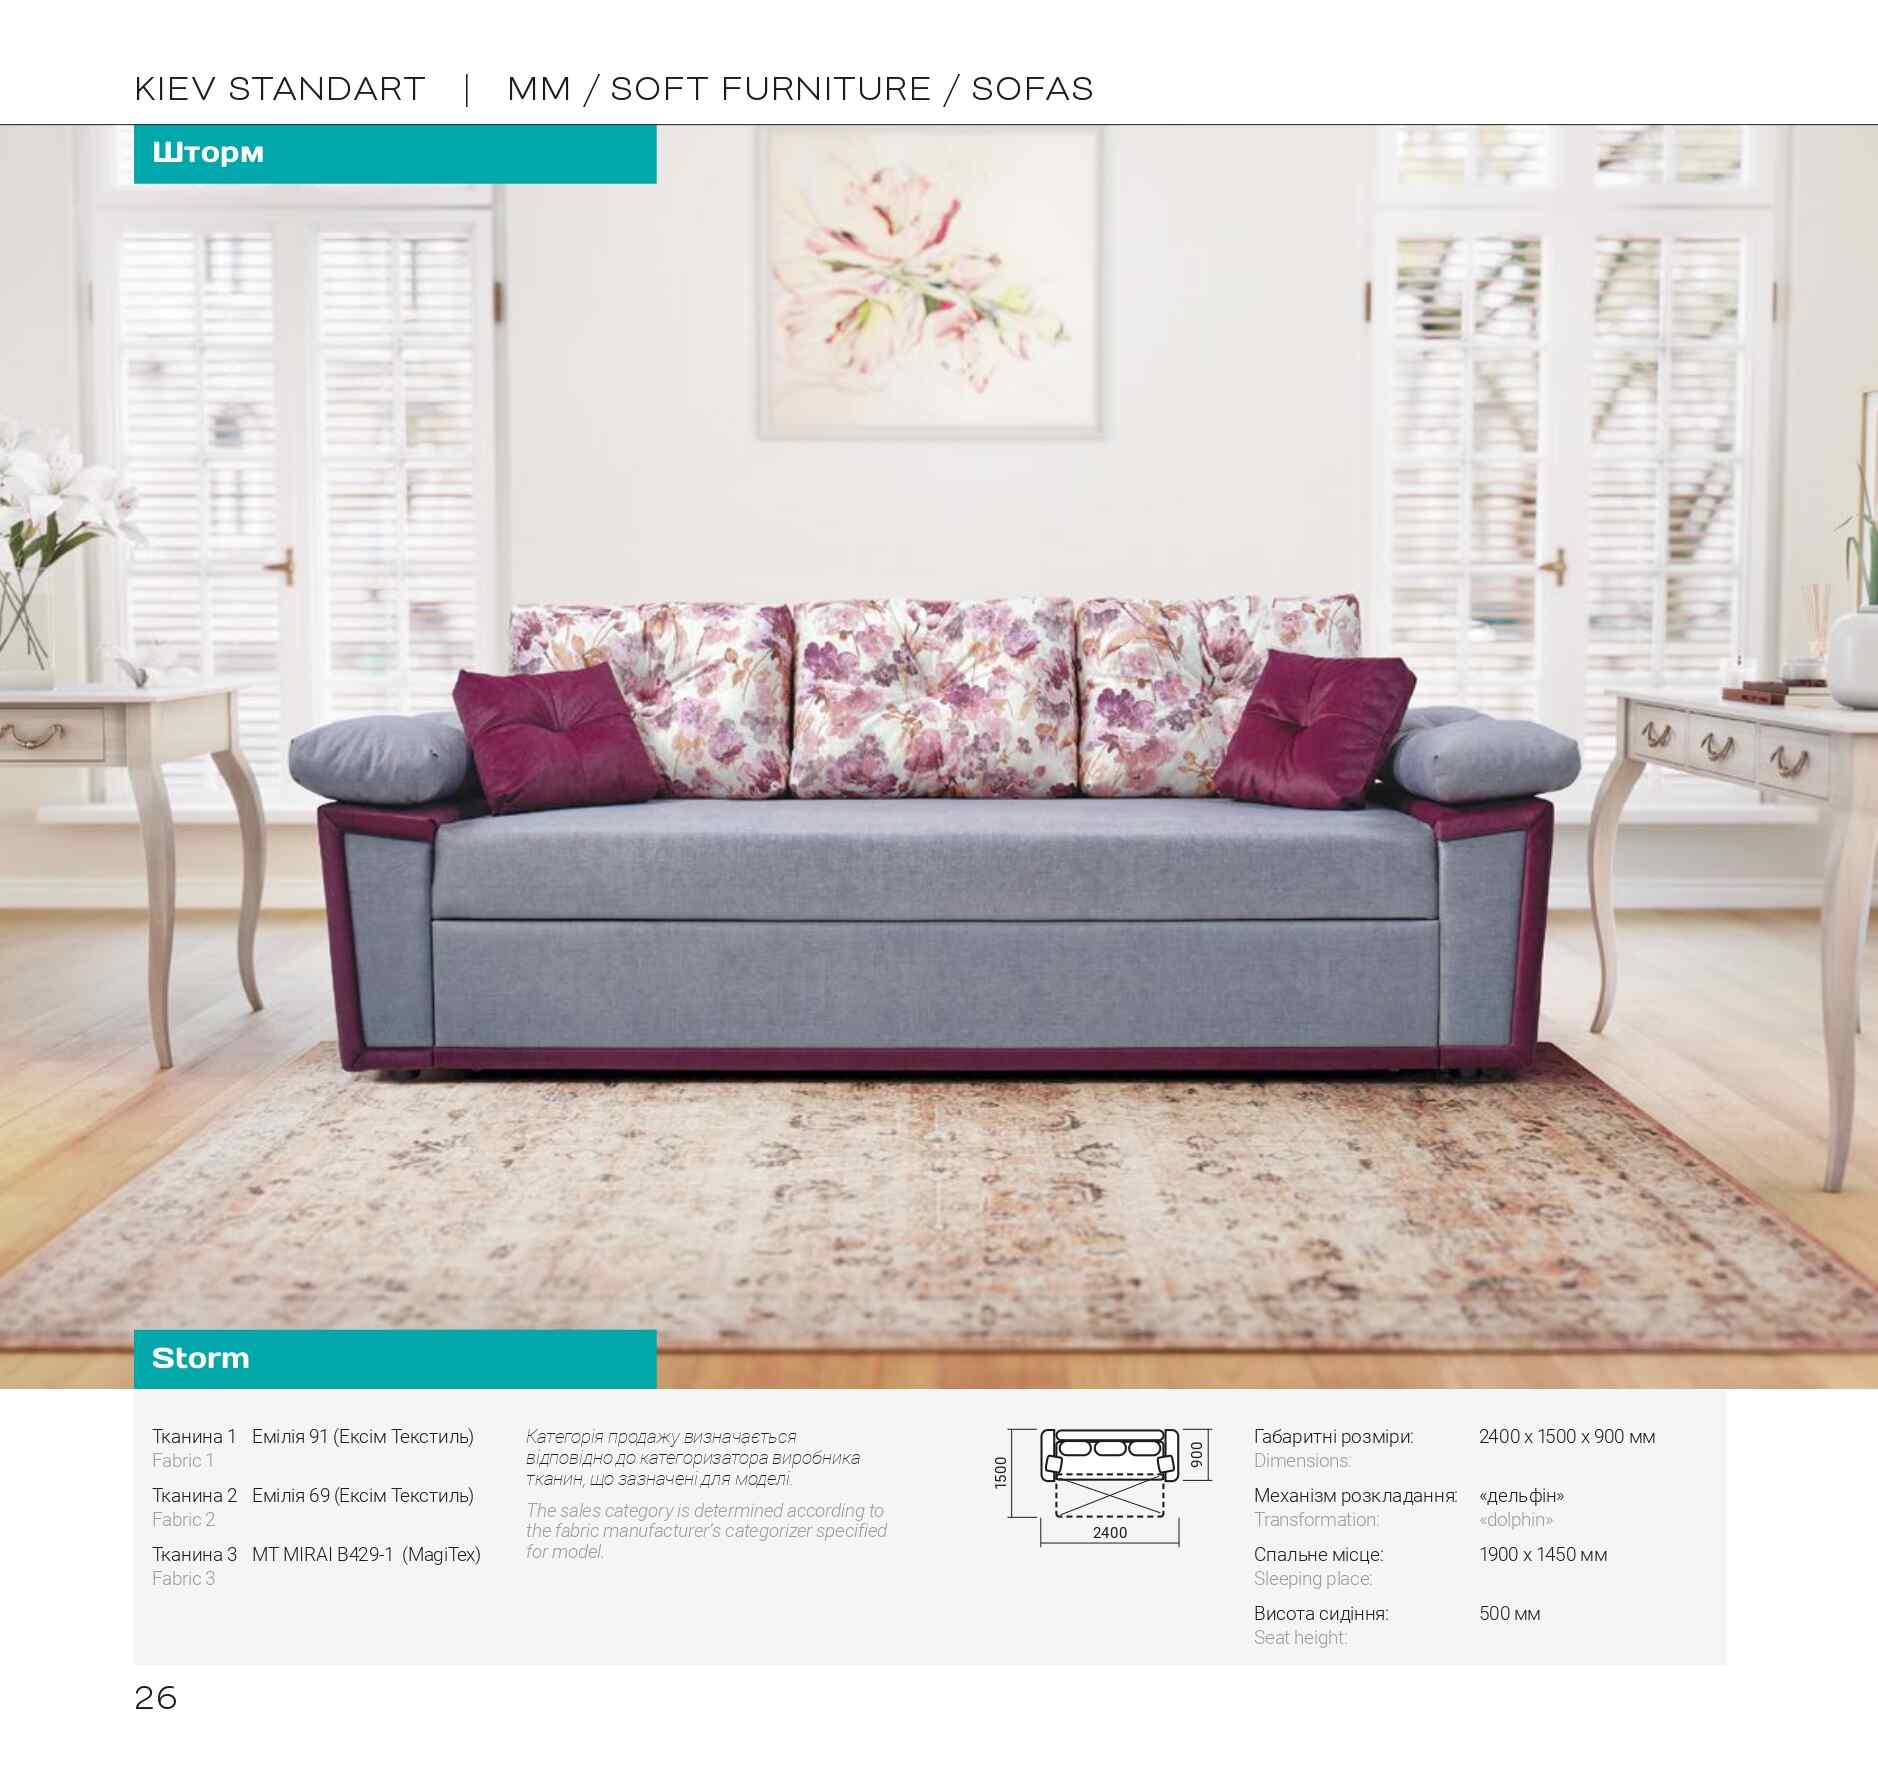 KIEV STANDART | MM / SOFT FURNITURE / SOFAS
Шторм
Storm
Тканина 1 Емілія 91 (Ексім Текстиль)
Fabric 1
Тканина 2 Емілія 69 (Ексім Текстиль)
Fabric 2
Тканина 3 MT MIRAI B429-1 (MagiTex)
Fabric 3
Категорія продажу визначається
відповідно до категоризатора виробника
тканин, що зазначені для моделі.
The sales category is determined according to
the fabric manufacturer's categorizer specified
for model.
1500
900
2400
Габаритні розміри: 2400 x 1500 x 900 мм
Dimensions:
Механізм розкладання: «дельфін»
Transformation: «dolphin»
Спальне місце: 1900 x 1450 мм
Sleeping place:
Висота сидіння: 500 мм
Seat height:
26